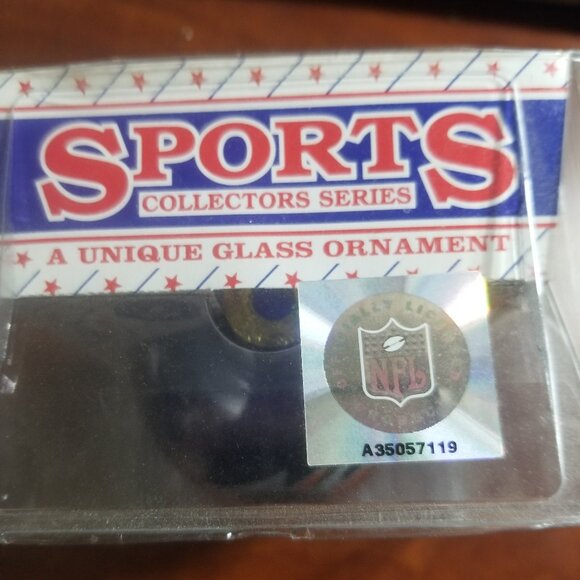 SPORTS
COLLECTORS SERIES
A UNIQUE GLASS ORNAMENT
NFL
A35057119